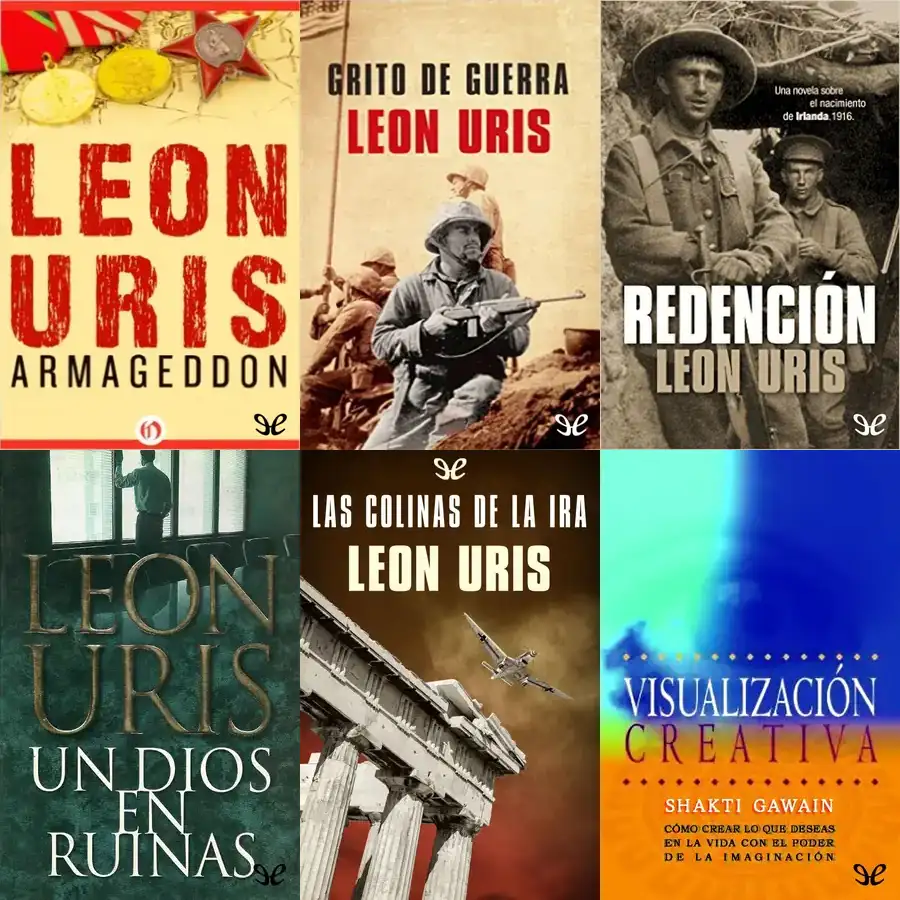 LEON
URIS
ARMAGEDDON
GRITO DE GUERRA
LEON URIS
Una novela sobre
el nacimiento
de Irlanda.1916.
REDENCIÓN
LEON URIS
LEON
URIS
UN DIOS
EN
RUINAS
LAS COLINAS DE LA IRA
LEON URIS
VISUALIZACIÓN
CREATIVA
SHAKTI GAWAIN
CÓMO CREAR LO QUE DESEAS
EN LA VIDA CON EL PODER
DE LA IMAGINACIÓN